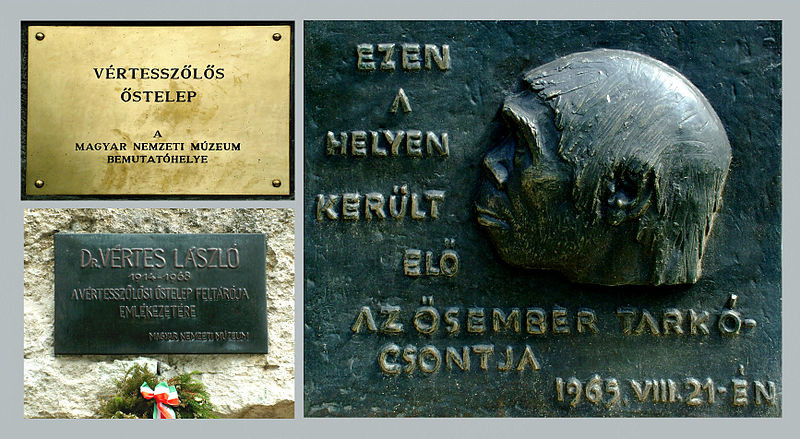 VÉRTESSZŐLŐS
ŐSTELEP
A
MAGYAR NEMZETI MÚZEUM
BEMUTATÓHELYE
DR. VÉRTES LÁSZLÓ
1914-1968
A VÉRTESSZŐLŐSI ŐSTELEP FELTÁRÓJA
EMLÉKEZETÉRE
MAGYAR NEMZETI MÚZEUM
EZEN
A
HELYEN
KERÜLT
ELŐ
AZ ŐSEMBER TARKÓ-
CSONTJA
1965.VIII.21-ÉN